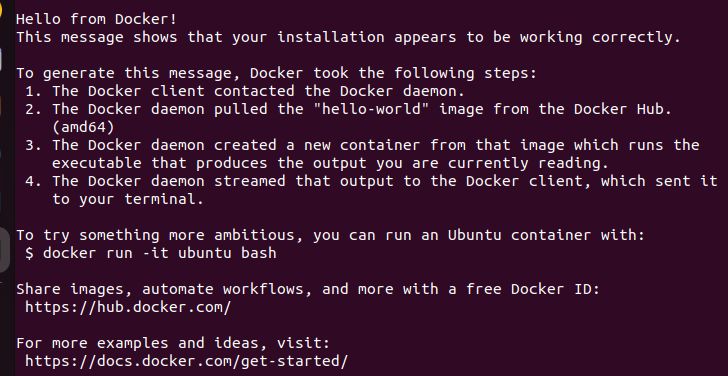 Hello from Docker!
This message shows that your installation appears to be working correctly.

To generate this message, Docker took the following steps:
 1. The Docker client contacted the Docker daemon.
 2. The Docker daemon pulled the "hello-world" image from the Docker Hub.
    (amd64)
 3. The Docker daemon created a new container from that image which runs the
    executable that produces the output you are currently reading.
 4. The Docker daemon streamed that output to the Docker client, which sent it
    to your terminal.

To try something more ambitious, you can run an Ubuntu container with:
 $ docker run -it ubuntu bash

Share images, automate workflows, and more with a free Docker ID:
 https://hub.docker.com/

For more examples and ideas, visit:
 https://docs.docker.com/get-started/